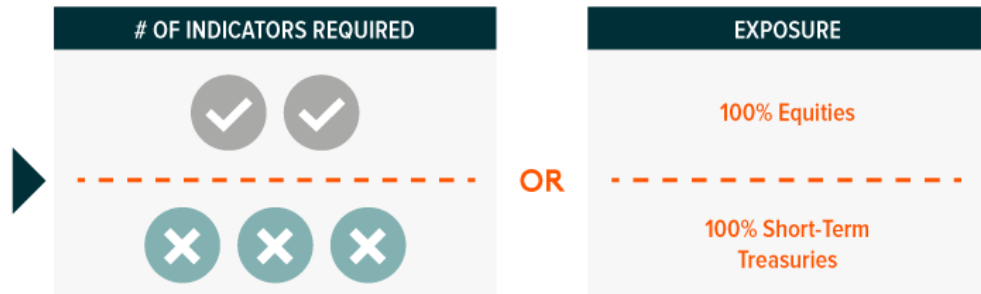 # OF INDICATORS REQUIRED
EXPOSURE
100% Equities
OR
100% Short-Term
Treasuries